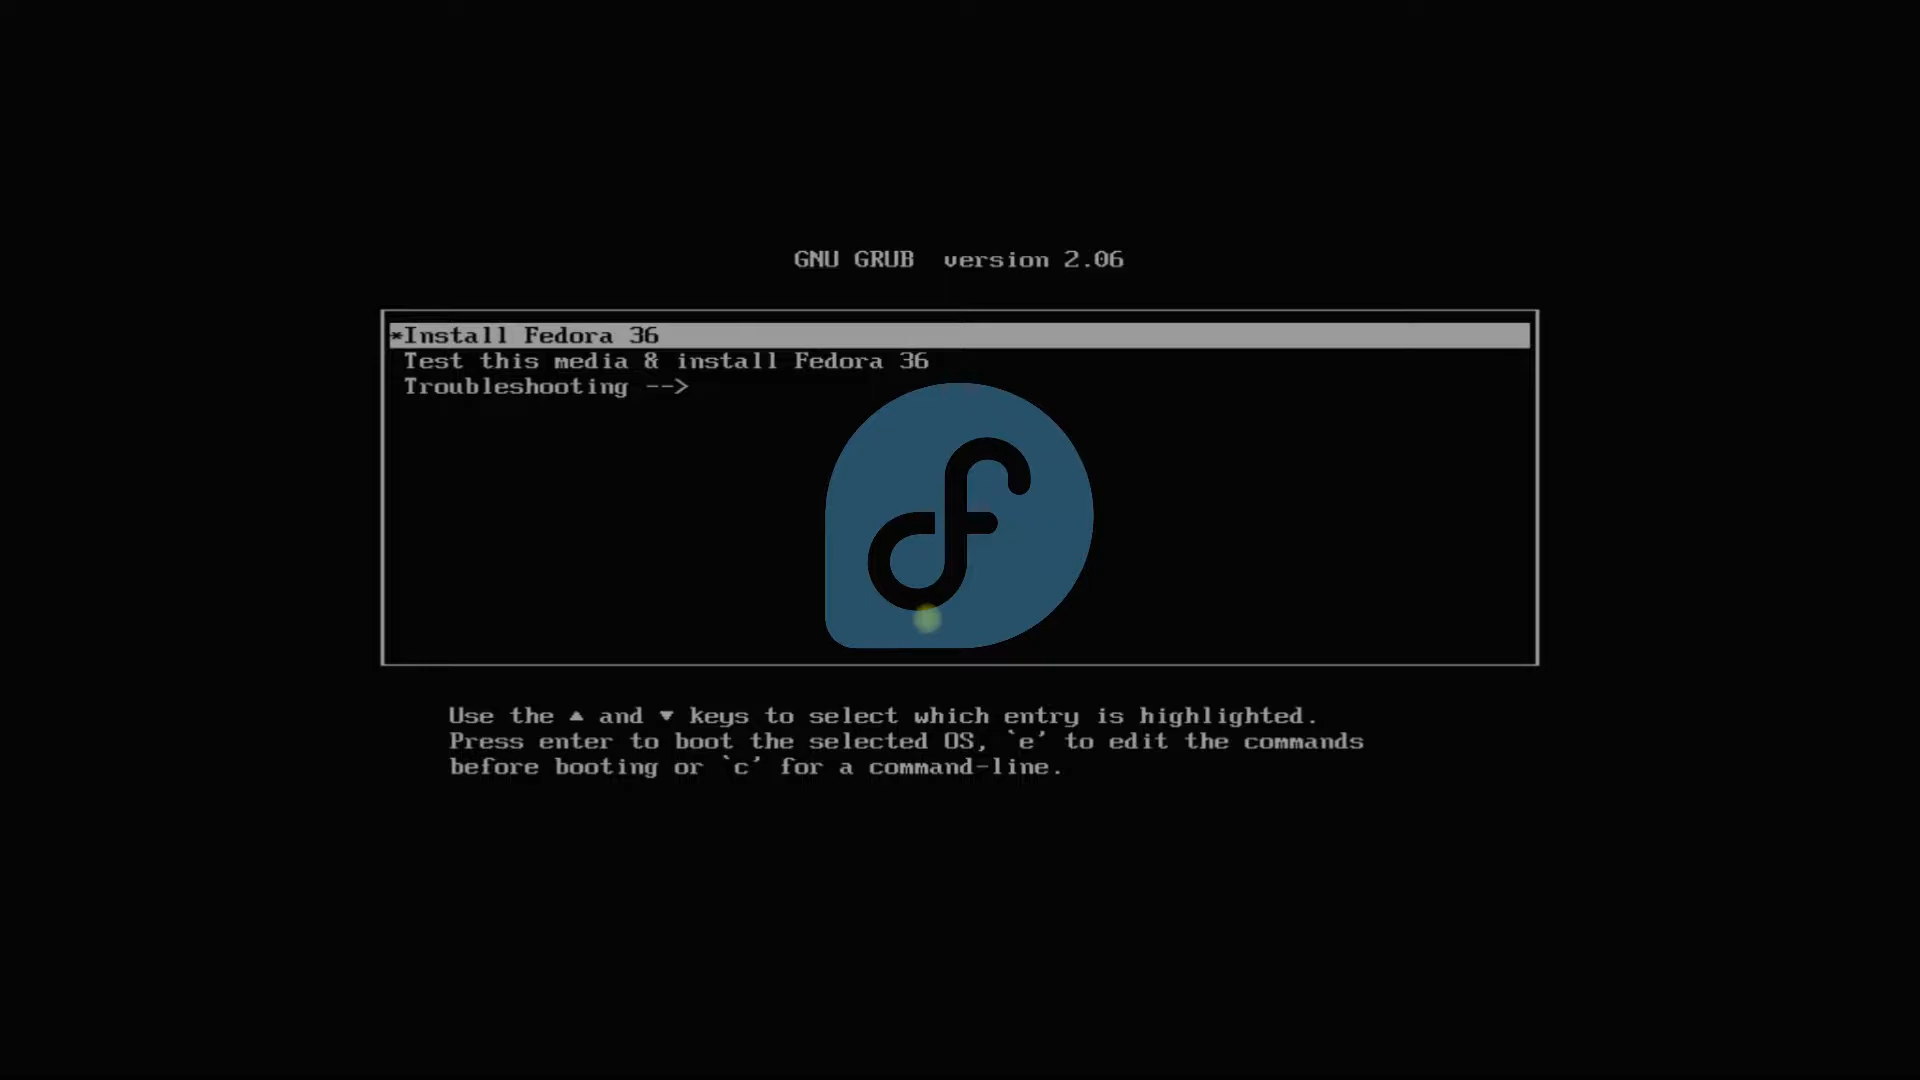 GNU GRUB  version 2.06
*Install Fedora 36
Test this media & install Fedora 36
Troubleshooting -->
Use the ▲ and ▼ keys to select which entry is highlighted.
Press enter to boot the selected OS, `e' to edit the commands
before booting or `c' for a command-line.